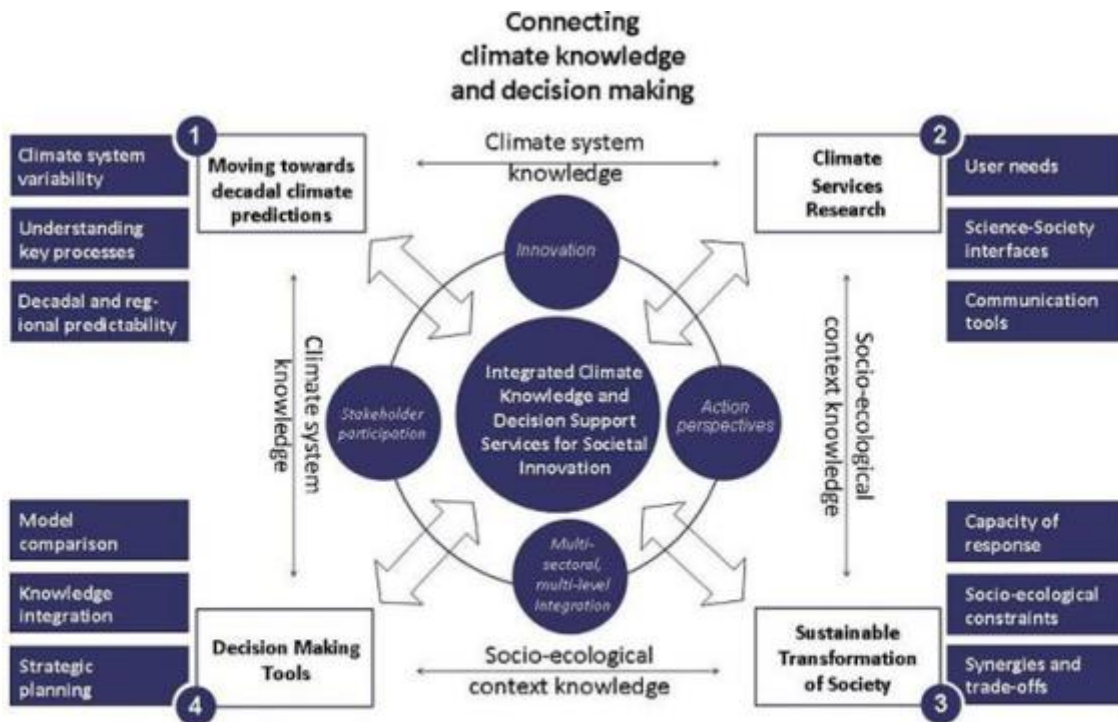 Connecting
climate knowledge
and decision making
1
Climate system
variability
Understanding
key processes
Decadal and reg-
ional predictability
Moving towards
decadal climate
predictions
Climate system
knowledge
2
Climate
Services
Research
User needs
Science-Society
interfaces
Communication
tools
Innovation
Climate system
knowledge
Stakeholder
participation
Integrated Climate
Knowledge and
Decision Support
Services for Societal
Innovation
Action
perspectives
Socio-ecological
context knowledge
Multi-
sectoral,
multi-level
Integration
Model
comparison
Knowledge
integration
Strategic
planning
4
Decision Making
Tools
Socio-ecological
context knowledge
Sustainable
Transformation
of Society
3
Capacity of
response
Socio-ecological
constraints
Synergies and
trade-offs